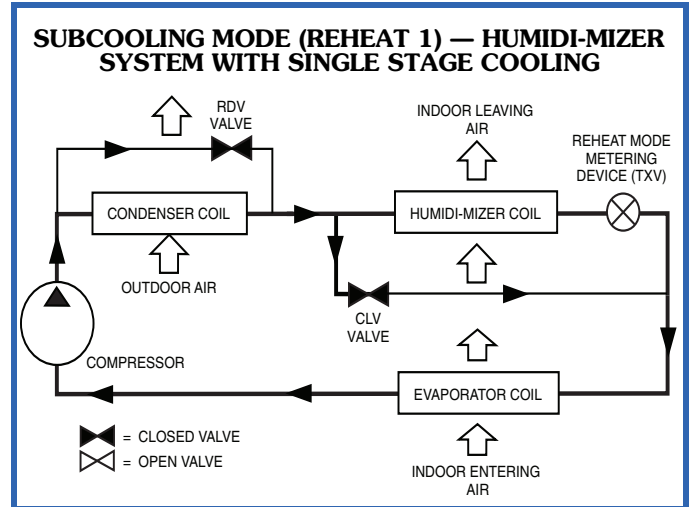 SUBCOOLING MODE (REHEAT 1) — HUMIDI-MIZER
SYSTEM WITH SINGLE STAGE COOLING
RDV
VALVE
INDOOR LEAVING
AIR
REHEAT MODE
METERING
DEVICE (TXV)
CONDENSER COIL
HUMIDI-MIZER COIL
OUTDOOR AIR
CLV
VALVE
COMPRESSOR
EVAPORATOR COIL
= CLOSED VALVE
= OPEN VALVE
INDOOR ENTERING
AIR